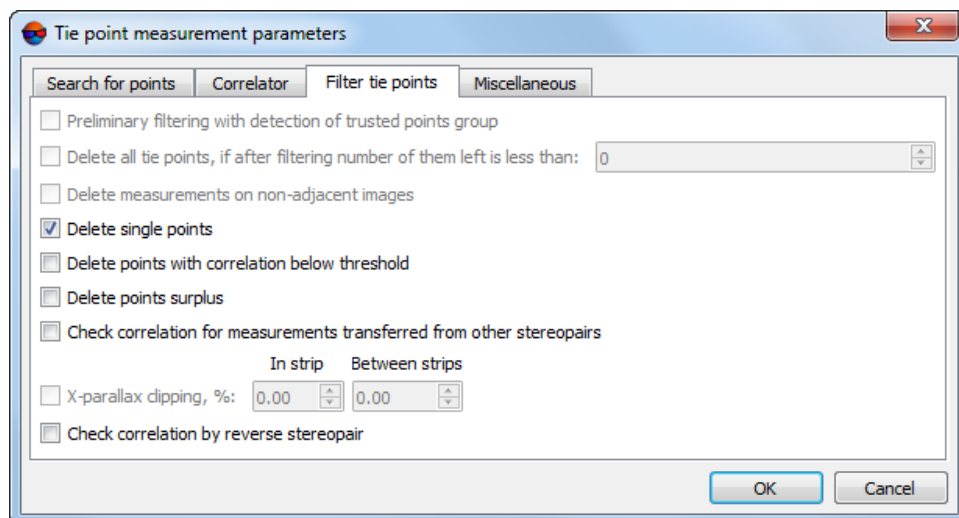 Tie point measurement parameters
Search for points Correlator Filter tie points Miscellaneous
Preliminary filtering with detection of trusted points group
Delete all tie points, if after filtering number of them left is less than: 0
Delete measurements on non-adjacent images
Delete single points
Delete points with correlation below threshold
Delete points surplus
Check correlation for measurements transferred from other stereopairs
In strip Between strips
X-parallax clipping, %: 0.00 0.00
Check correlation by reverse stereopair
OK Cancel